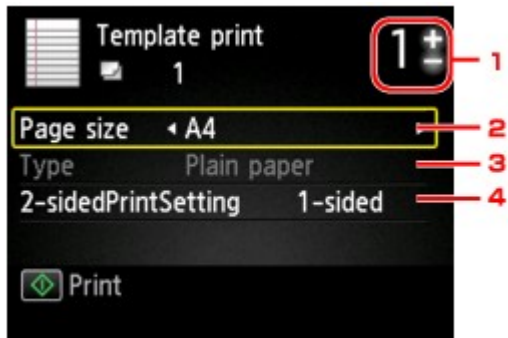 Template print
1
1 + -
1
Page size A4
2
Type Plain paper
3
2-sidedPrintSetting 1-sided
4
Print